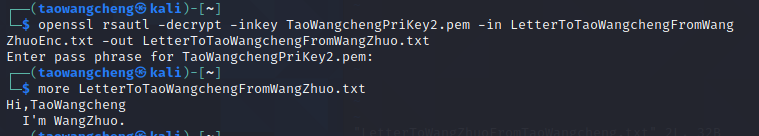 ┌──(taowangcheng㉿kali)-[~]
└─$ openssl rsautl -decrypt -inkey TaoWangchengPriKey2.pem -in LetterToTaoWangchengFromWang
ZhuoEnc.txt -out LetterToTaoWangchengFromWangZhuo.txt
Enter pass phrase for TaoWangchengPriKey2.pem:
┌──(taowangcheng㉿kali)-[~]
└─$ more LetterToTaoWangchengFromWangZhuo.txt
Hi,TaoWangcheng
  I'm WangZhuo.